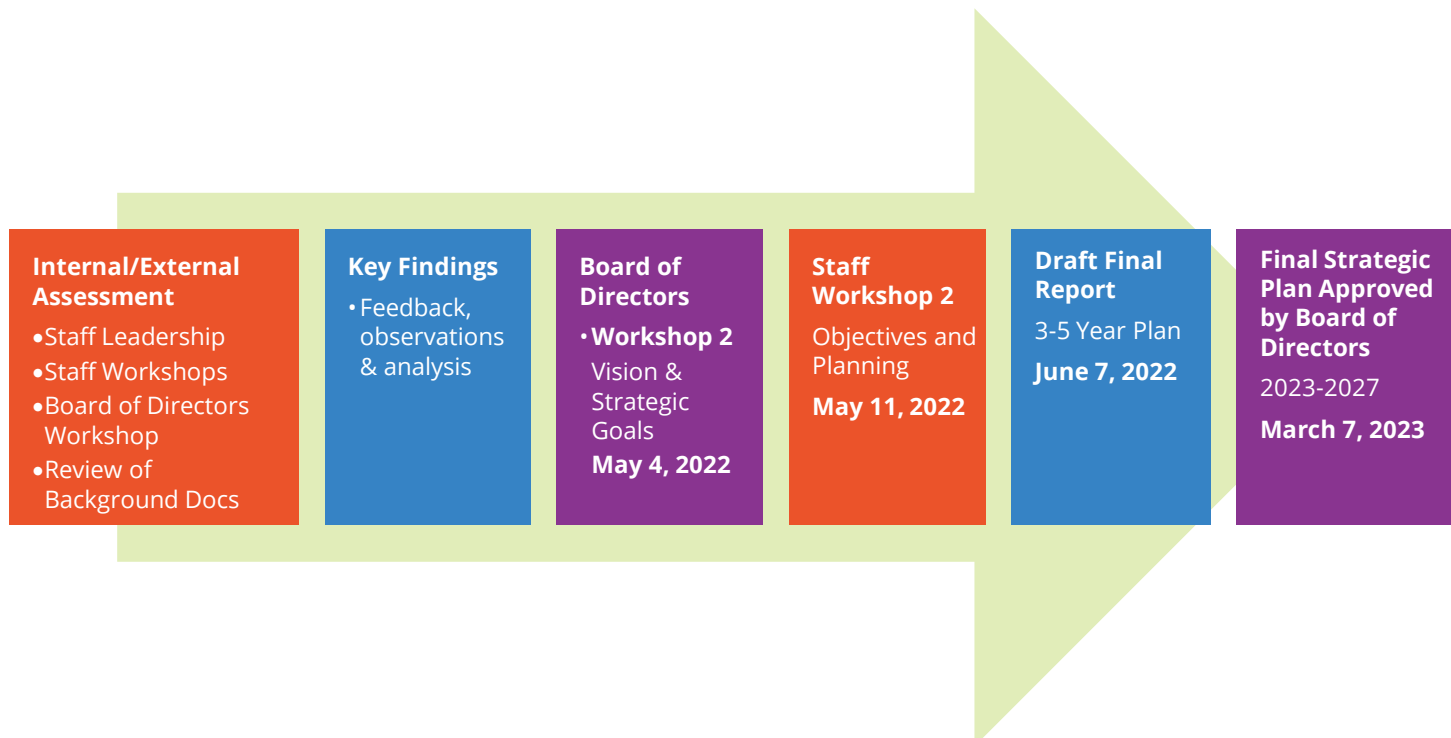 Internal/External
Assessment
•Staff Leadership
•Staff Workshops
•Board of Directors
Workshop
•Review of
Background Docs
Key Findings
• Feedback,
observations
& analysis
Board of
Directors
• Workshop 2
Vision &
Strategic
Goals
May 4, 2022
Staff
Workshop 2
Objectives and
Planning
May 11, 2022
Draft Final
Report
3-5 Year Plan
June 7, 2022
Final Strategic
Plan Approved
by Board of
Directors
2023-2027
March 7, 2023